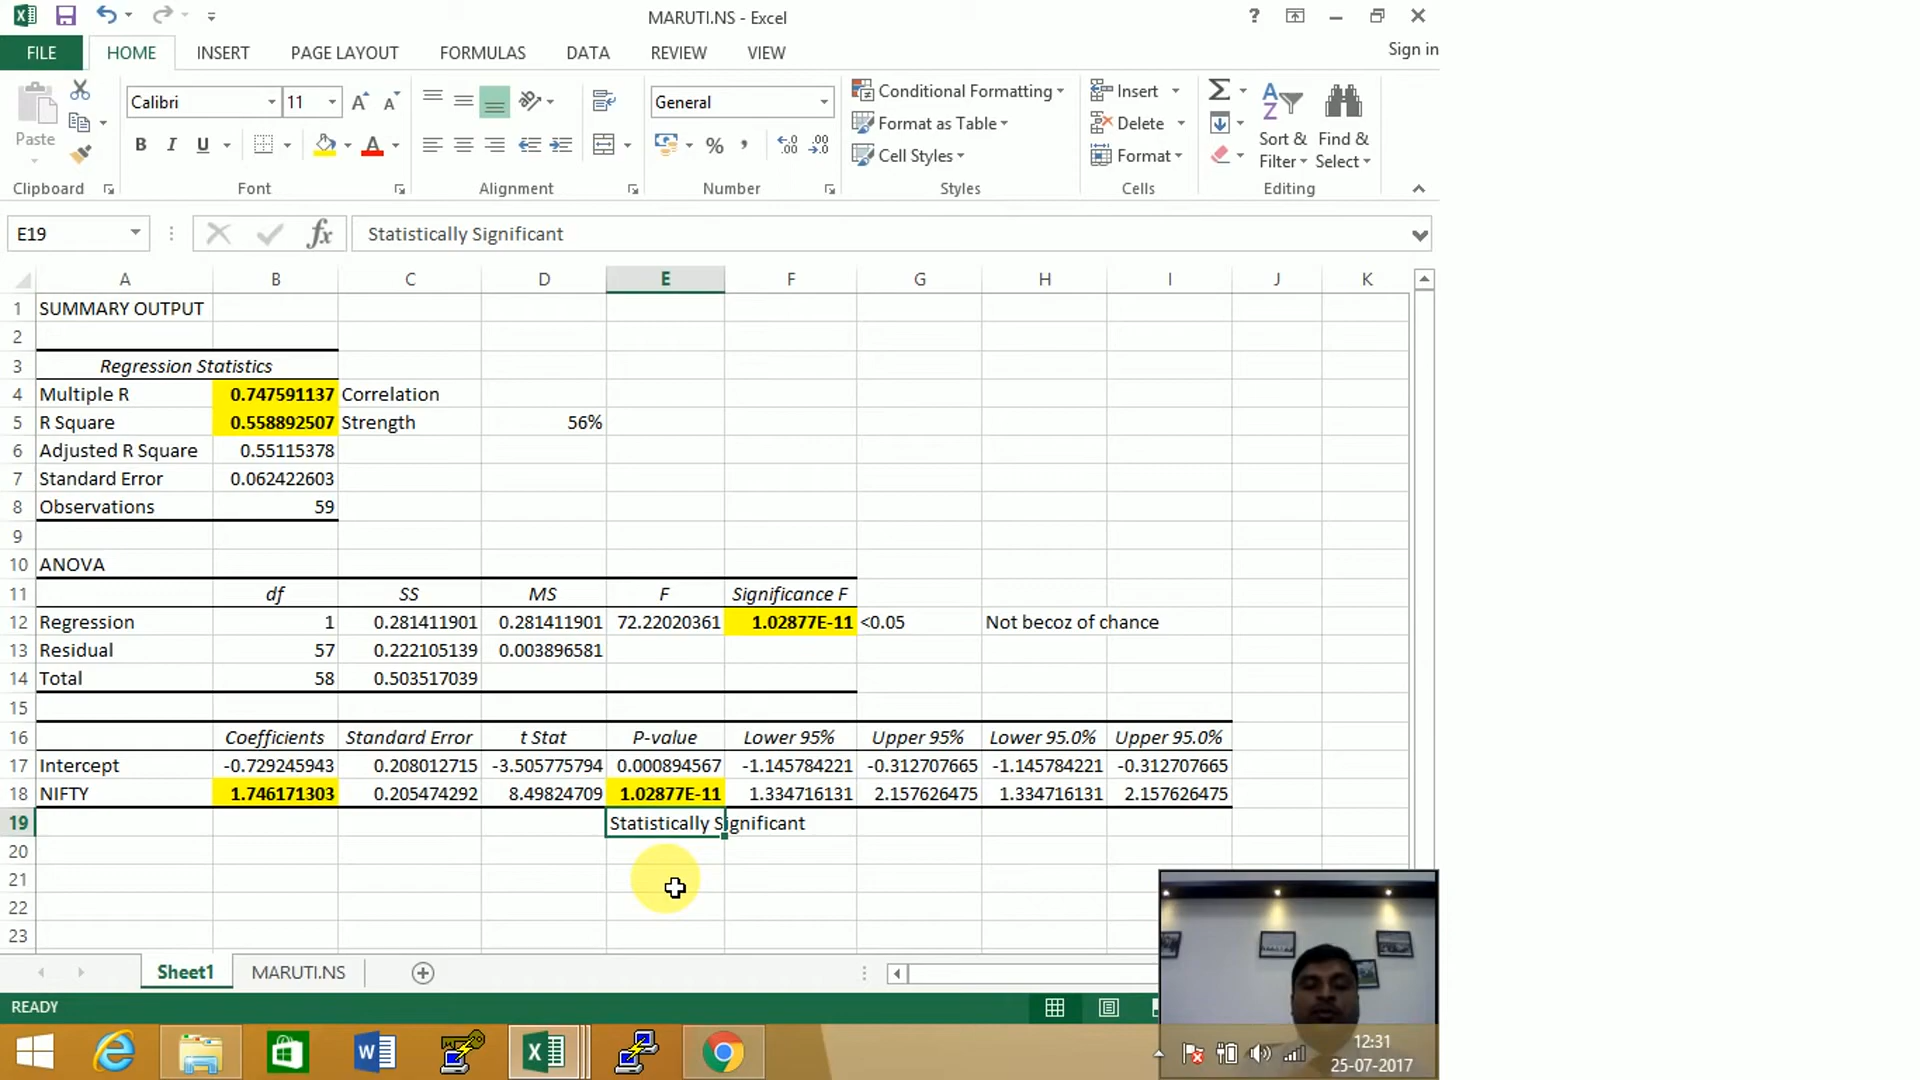 MARUTI.NS - Excel
FILE HOME INSERT PAGE LAYOUT FORMULAS DATA REVIEW VIEW Sign in
Paste
Calibri 11
B I U A
General
%
Conditional Formatting
Format as Table
Cell Styles
Insert
Delete
Format
Sort & Filter
Find & Select
Clipboard Font Alignment Number Styles Cells Editing
E19 fx Statistically Significant
A B C D E F G H I J K
1 SUMMARY OUTPUT
2
3 Regression Statistics
4 Multiple R 0.747591137 Correlation
5 R Square 0.558892507 Strength 56%
6 Adjusted R Square 0.55115378
7 Standard Error 0.062422603
8 Observations 59
9
10 ANOVA
11 df SS MS F Significance F
12 Regression 1 0.281411901 0.281411901 72.22020361 1.02877E-11 <0.05 Not becoz of chance
13 Residual 57 0.222105139 0.003896581
14 Total 58 0.503517039
15
16 Coefficients Standard Error t Stat P-value Lower 95% Upper 95% Lower 95.0% Upper 95.0%
17 Intercept -0.729245943 0.208012715 -3.505775794 0.000894567 -1.145784221 -0.312707665 -1.145784221 -0.312707665
18 NIFTY 1.746171303 0.205474292 8.49824709 1.02877E-11 1.334716131 2.157626475 1.334716131 2.157626475
19 Statistically Significant
20
21
22
23
Sheet1 MARUTI.NS
READY
12:31
25-07-2017